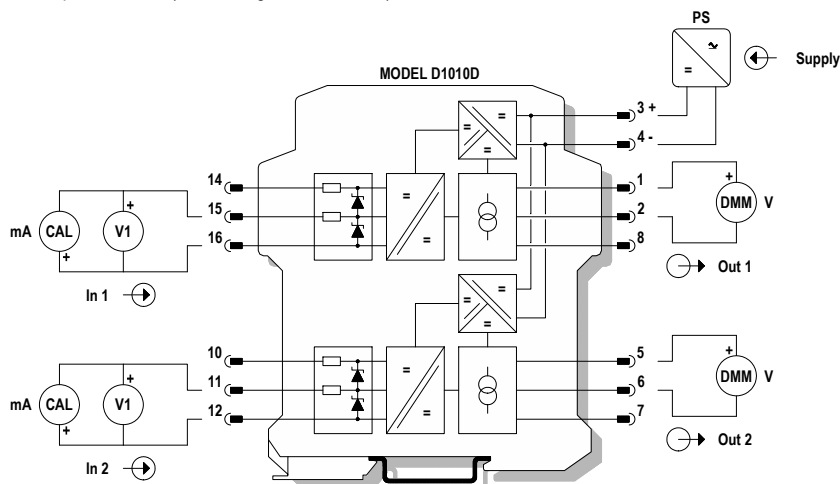 PS
Supply
MODEL D1010D
3 +
4 -
14
15
16
mA
CAL
+
+
V1
In 1
1
2
8
+
DMM
V
Out 1
10
11
12
mA
CAL
+
+
V1
In 2
5
6
7
+
DMM
V
Out 2